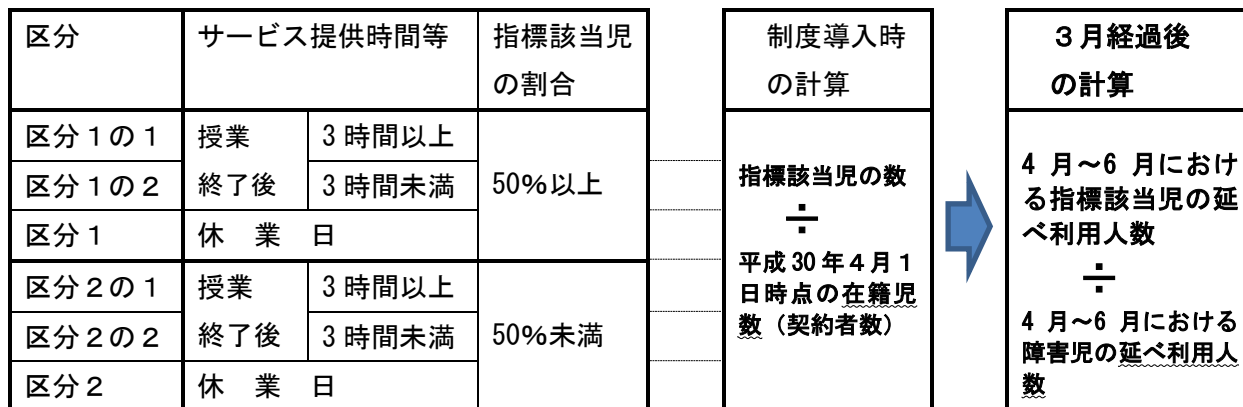 区分 サービス提供時間等 指標該当児
の割合
区分１の１ 授業 3 時間以上
区分１の２ 終了後 3 時間未満 50%以上
区分１ 休 業 日
区分２の１ 授業 3 時間以上
区分２の２ 終了後 3 時間未満 50%未満
区分２ 休 業 日
制度導入時
の計算
指標該当児の数
÷
平成 30 年４月１
日時点の在籍児
数（契約者数）
３月経過後
の計算
4 月～6 月におけ
る指標該当児の延
べ利用人数
÷
4 月～6 月における
障害児の延べ利用人
数